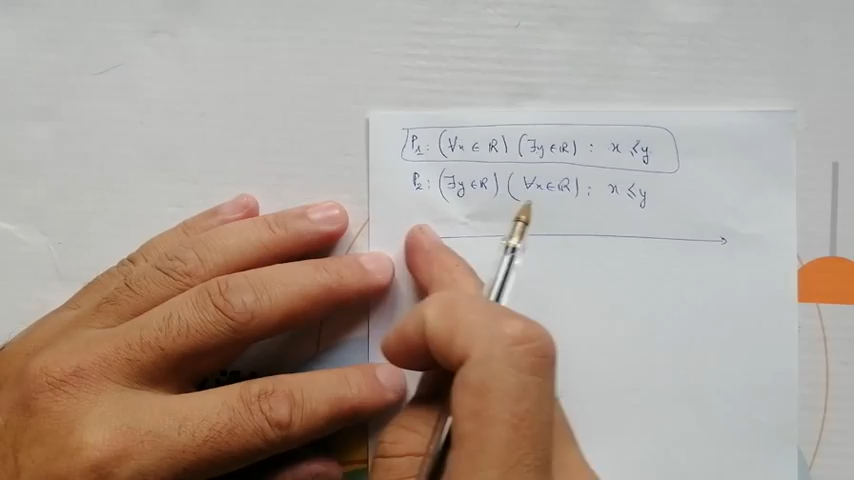 P₁: (∀x ∈ ℝ) (∃y ∈ ℝ) : x ⩽ y
P₂: (∃y ∈ ℝ) (∀x ∈ ℝ) : x ⩽ y